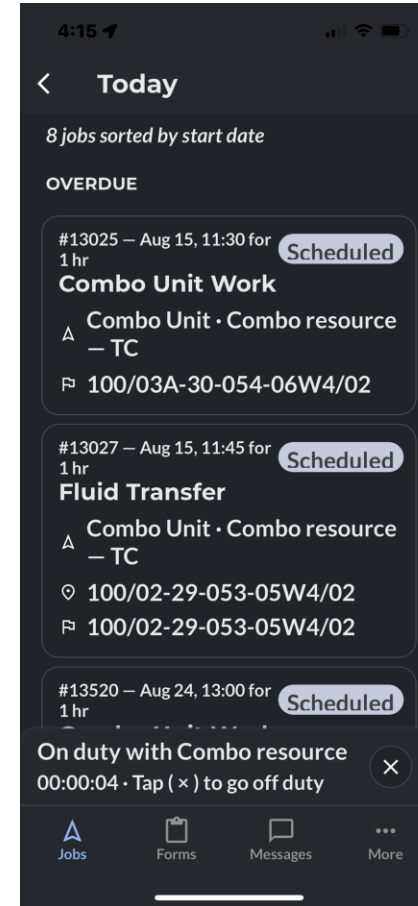 4:15
Today
8 jobs sorted by start date
OVERDUE
#13025 — Aug 15, 11:30 for
1 hr
Scheduled
Combo Unit Work
Combo Unit · Combo resource
— TC
100/03A-30-054-06W4/02
#13027 — Aug 15, 11:45 for
1 hr
Scheduled
Fluid Transfer
Combo Unit · Combo resource
— TC
100/02-29-053-05W4/02
100/02-29-053-05W4/02
#13520 — Aug 24, 13:00 for
1 hr
Scheduled
On duty with Combo resource
00:00:04 · Tap ( × ) to go off duty
Jobs
Forms
Messages
More